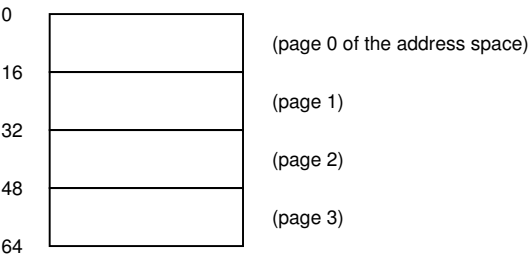 0
(page 0 of the address space)
16
(page 1)
32
(page 2)
48
(page 3)
64